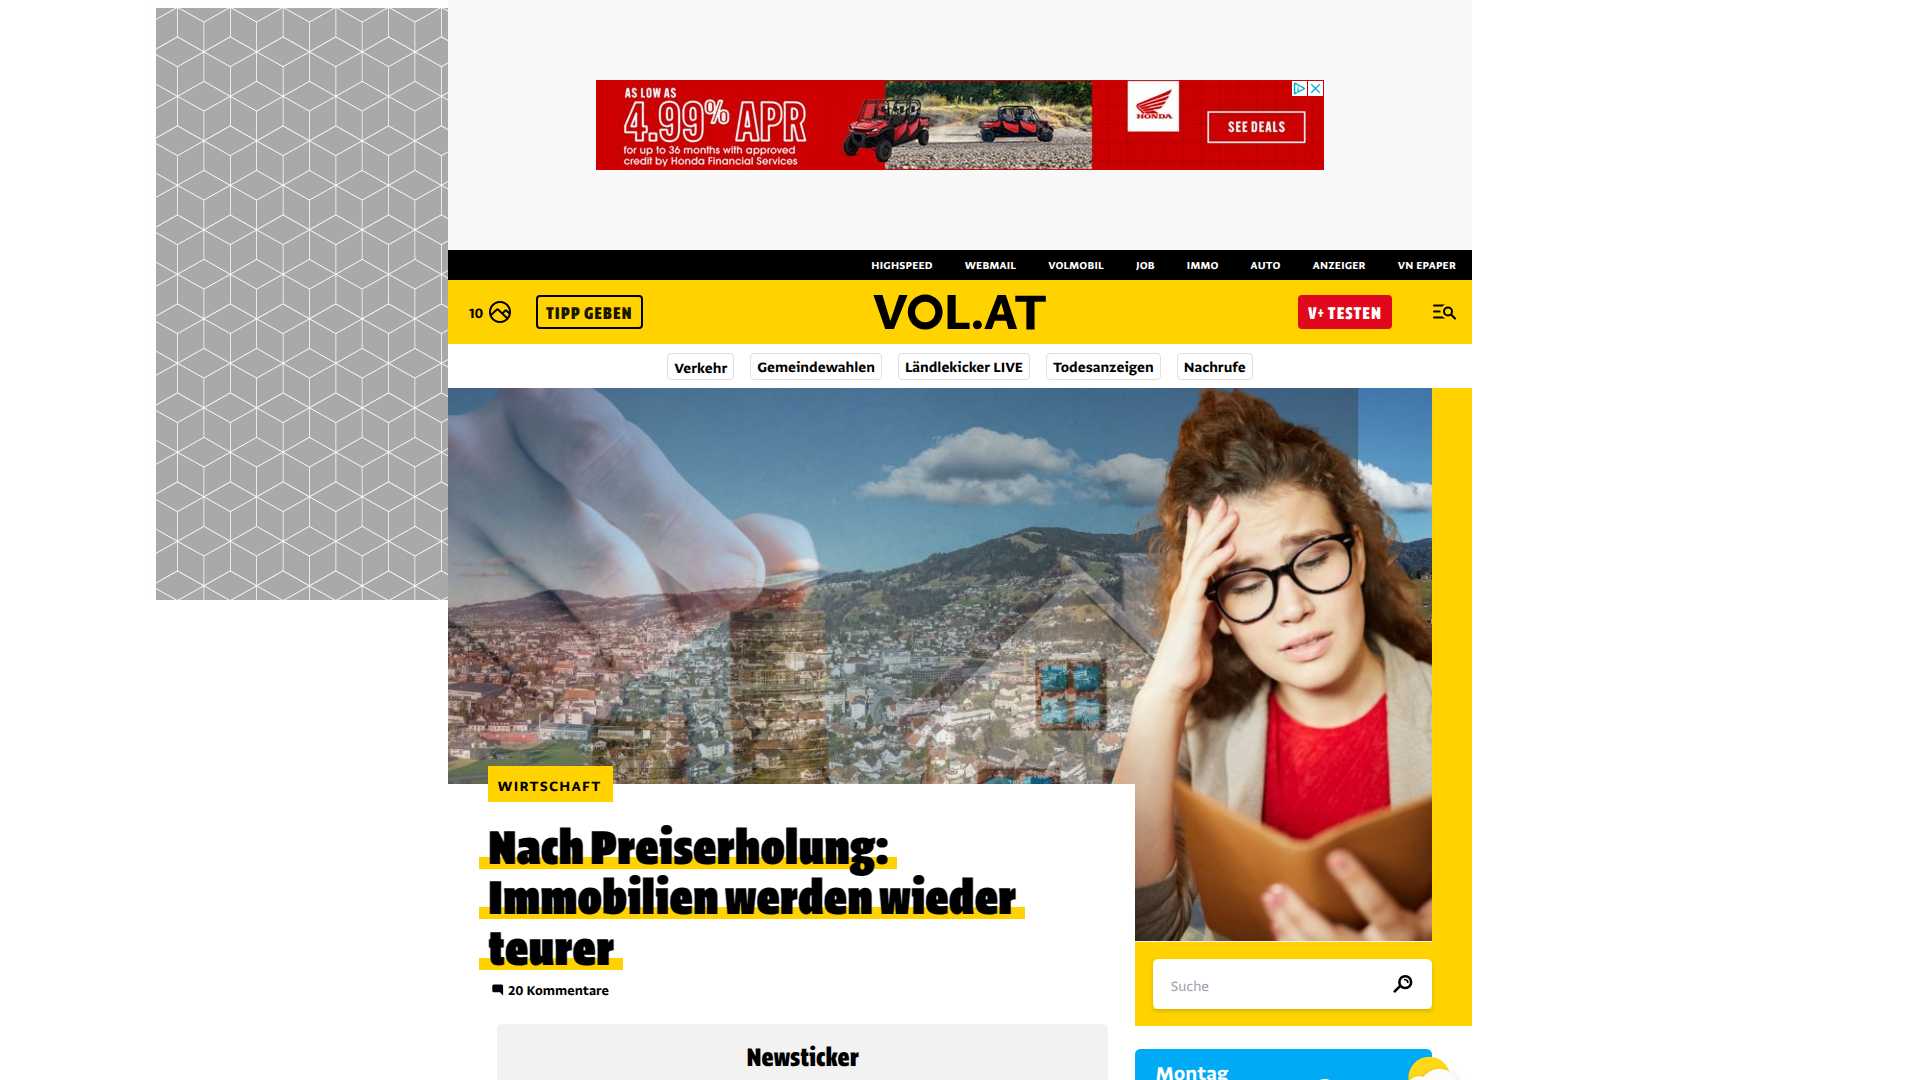 AS LOW AS
4.99% APR
for up to 36 months with approved
credit by Honda Financial Services
HONDA
SEE DEALS
HIGHSPEED WEBMAIL VOLMOBIL JOB IMMO AUTO ANZEIGER VN EPAPER
10 TIPP GEBEN VOL.AT V+ TESTEN
Verkehr Gemeindewahlen Ländlekicker LIVE Todesanzeigen Nachrufe
WIRTSCHAFT
Nach Preiserholung:
Immobilien werden wieder
teurer
20 Kommentare
Suche
Newsticker
Montag